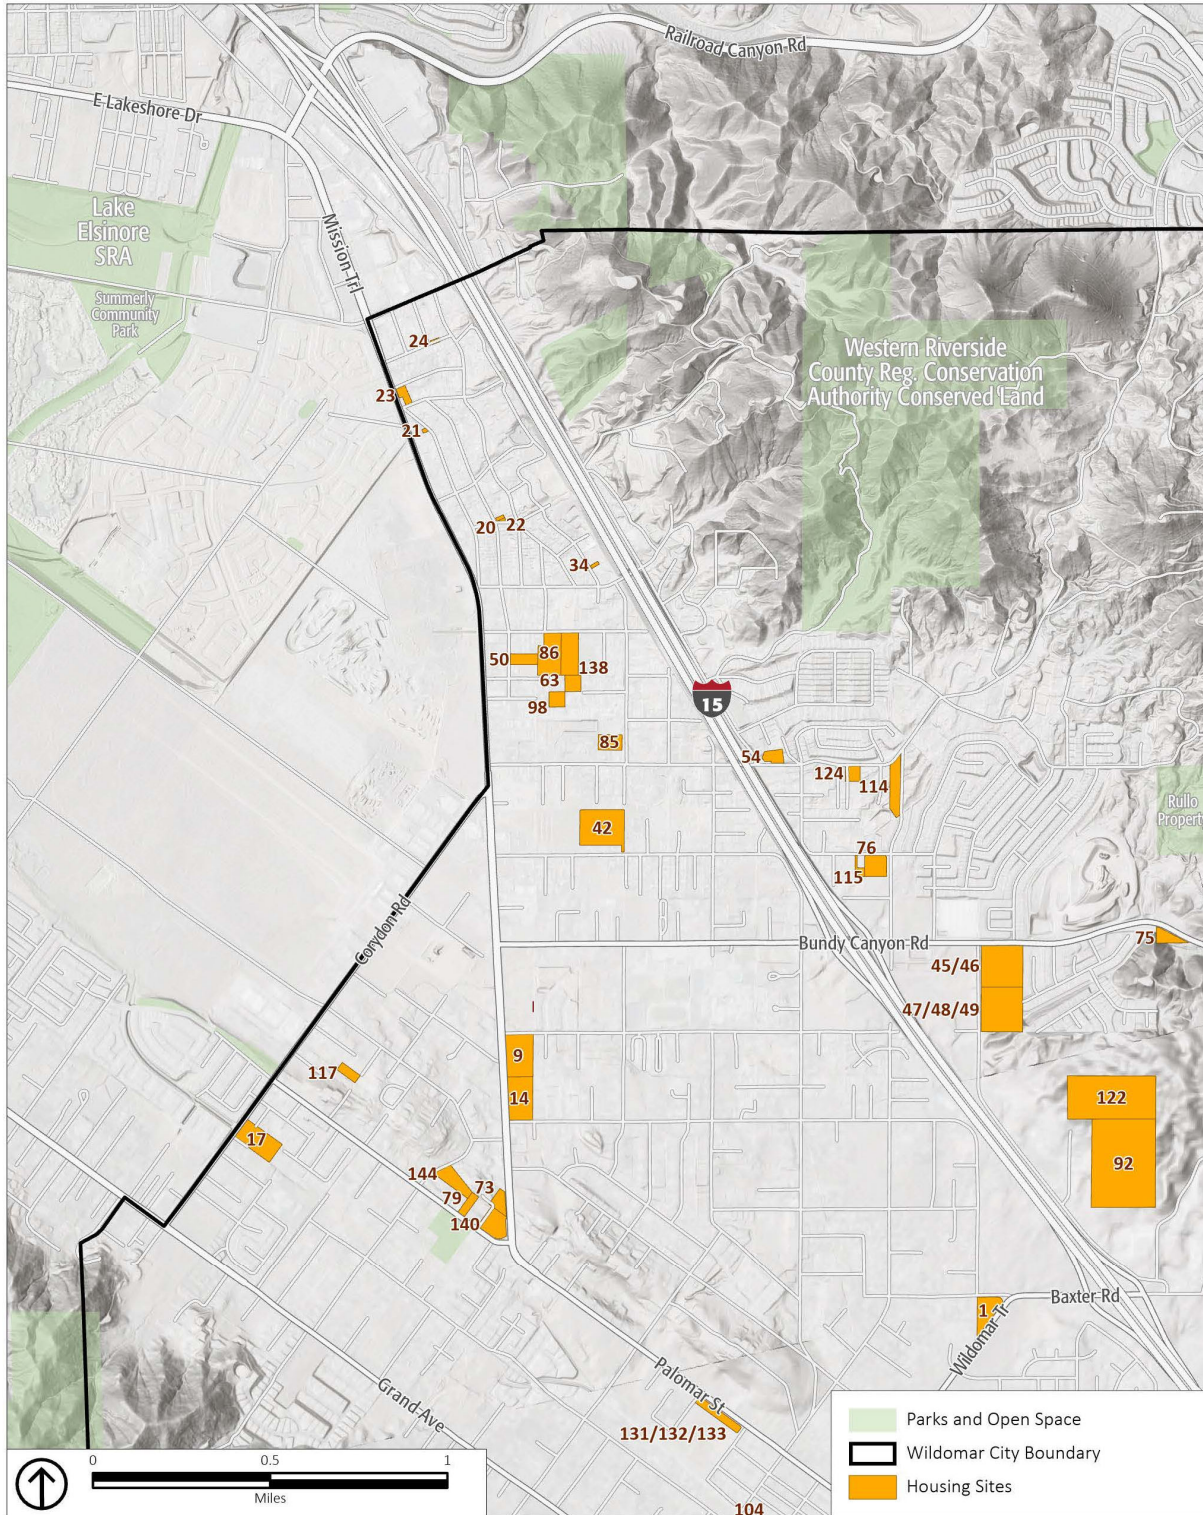 Railroad Canyon Rd
E Lakeshore Dr
Lake
Elsinore
SRA
Mission Trl
Summerly
Community
Park
24
Western Riverside
County Reg. Conservation
Authority Conserved Land
23
21
20
22
34
50
86
138
63
98
15
85
54
124
114
Rullo
Property
42
76
115
Corydon Rd
Bundy Canyon Rd
75
45/46
47/48/49
9
117
14
122
17
92
144
73
79
140
Baxter Rd
1
Wildomar Tr
Palomar St
Grand Ave
131/132/133
104
Parks and Open Space
Wildomar City Boundary
Housing Sites
0 0.5 1
Miles